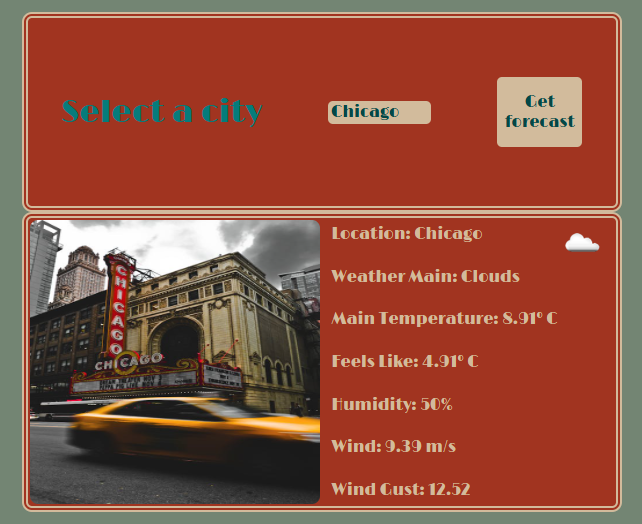 Select a city
Chicago
Get
forecast
CHICAGO
CHICAGO
Location: Chicago
Weather Main: Clouds
Main Temperature: 8.91° C
Feels Like: 4.91° C
Humidity: 50%
Wind: 9.39 m/s
Wind Gust: 12.52